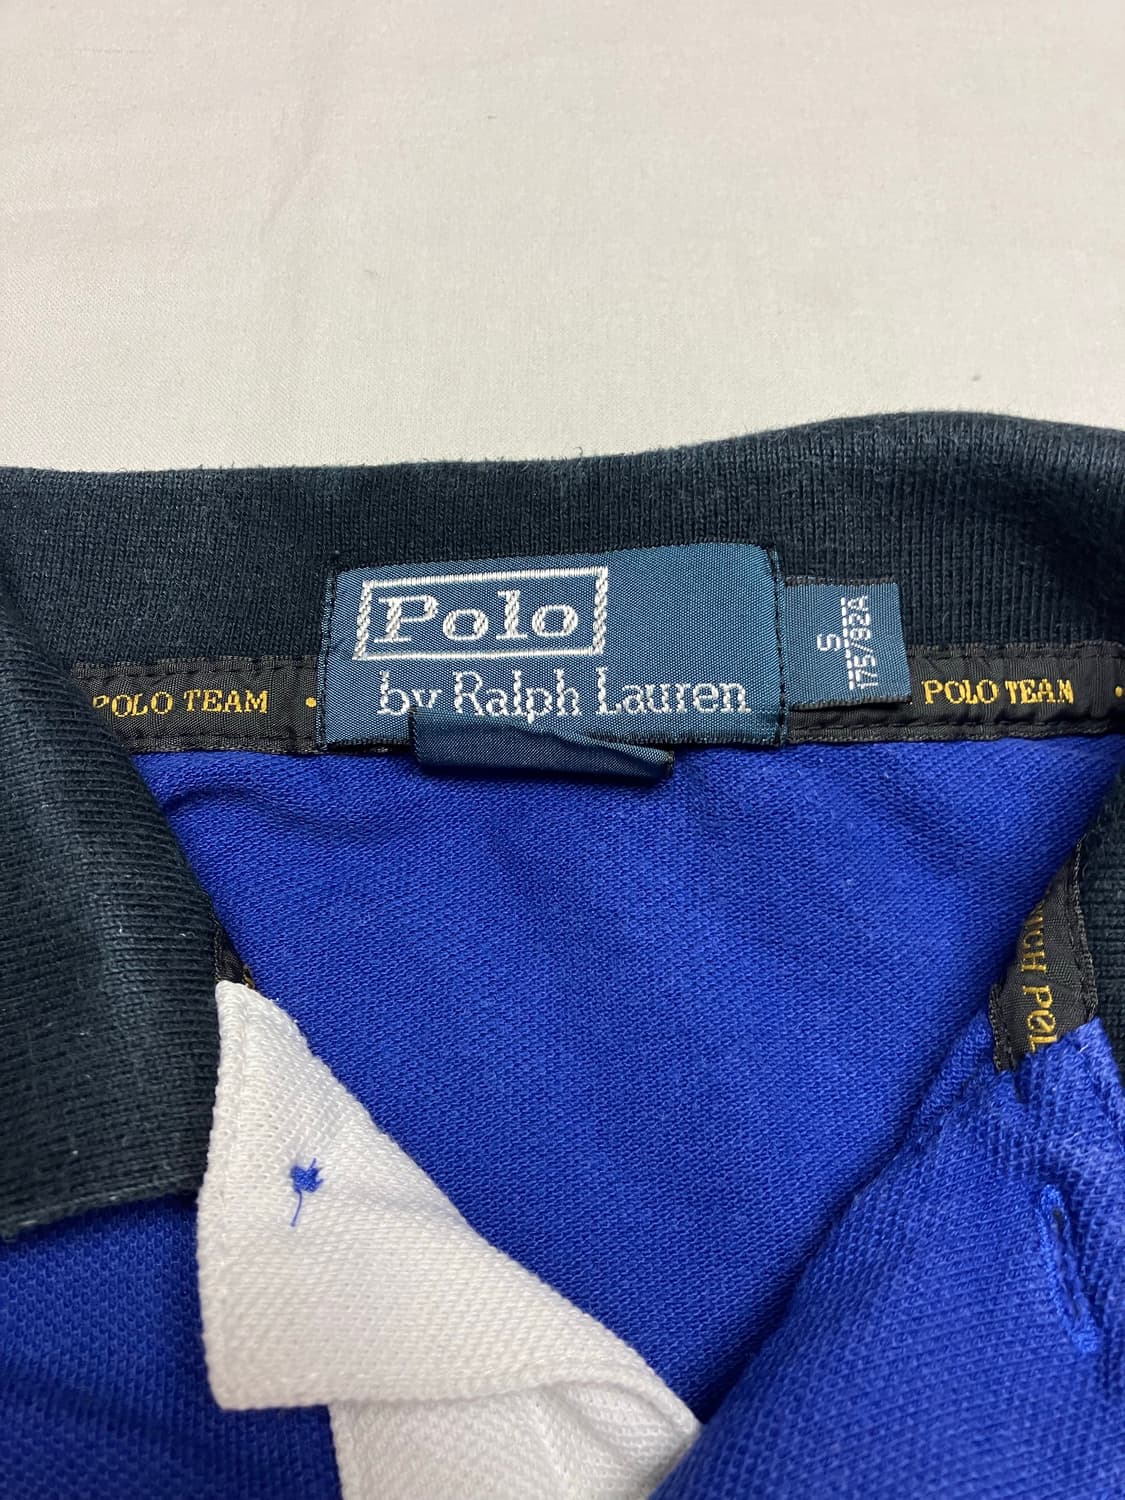 Polo
by Ralph Lauren
S
175/92A
POLO TEAM •
POLO TEAM •